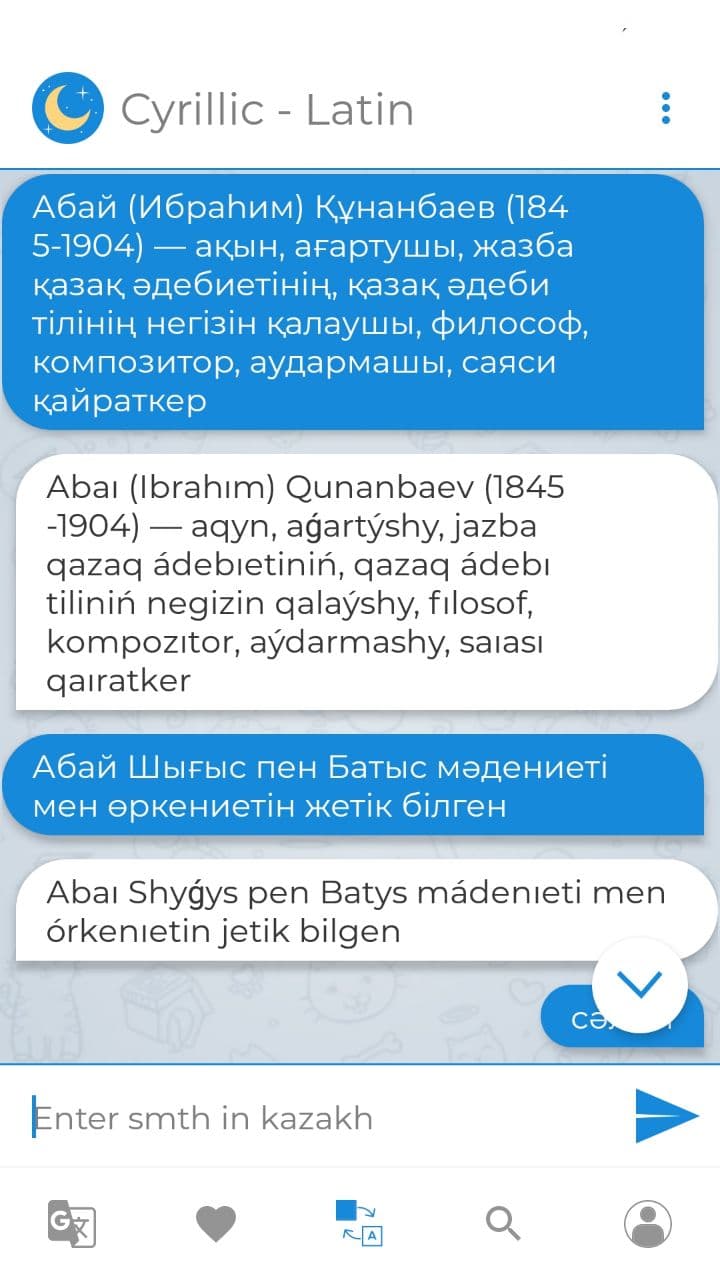 Cyrillic - Latin
Абай (Ибраһим) Құнанбаев (184
5-1904) — ақын, ағартушы, жазба
қазақ әдебиетінің, қазақ әдеби
тілінің негізін қалаушы, философ,
композитор, аудармашы, саяси
қайраткер
Abaı (Ibrahım) Qunanbaev (1845
-1904) — aqyn, aǵartýshy, jazba
qazaq ádebıetiniń, qazaq ádebı
tiliniń negizin qalaýshy, fılosof,
kompozıtor, aýdarmashy, saıası
qaıratker
Абай Шығыс пен Батыс мәдениеті
мен өркениетін жетік білген
Abaı Shyǵys pen Batys mádenıeti men
órkenıetin jetik bilgen
Enter smth in kazakh